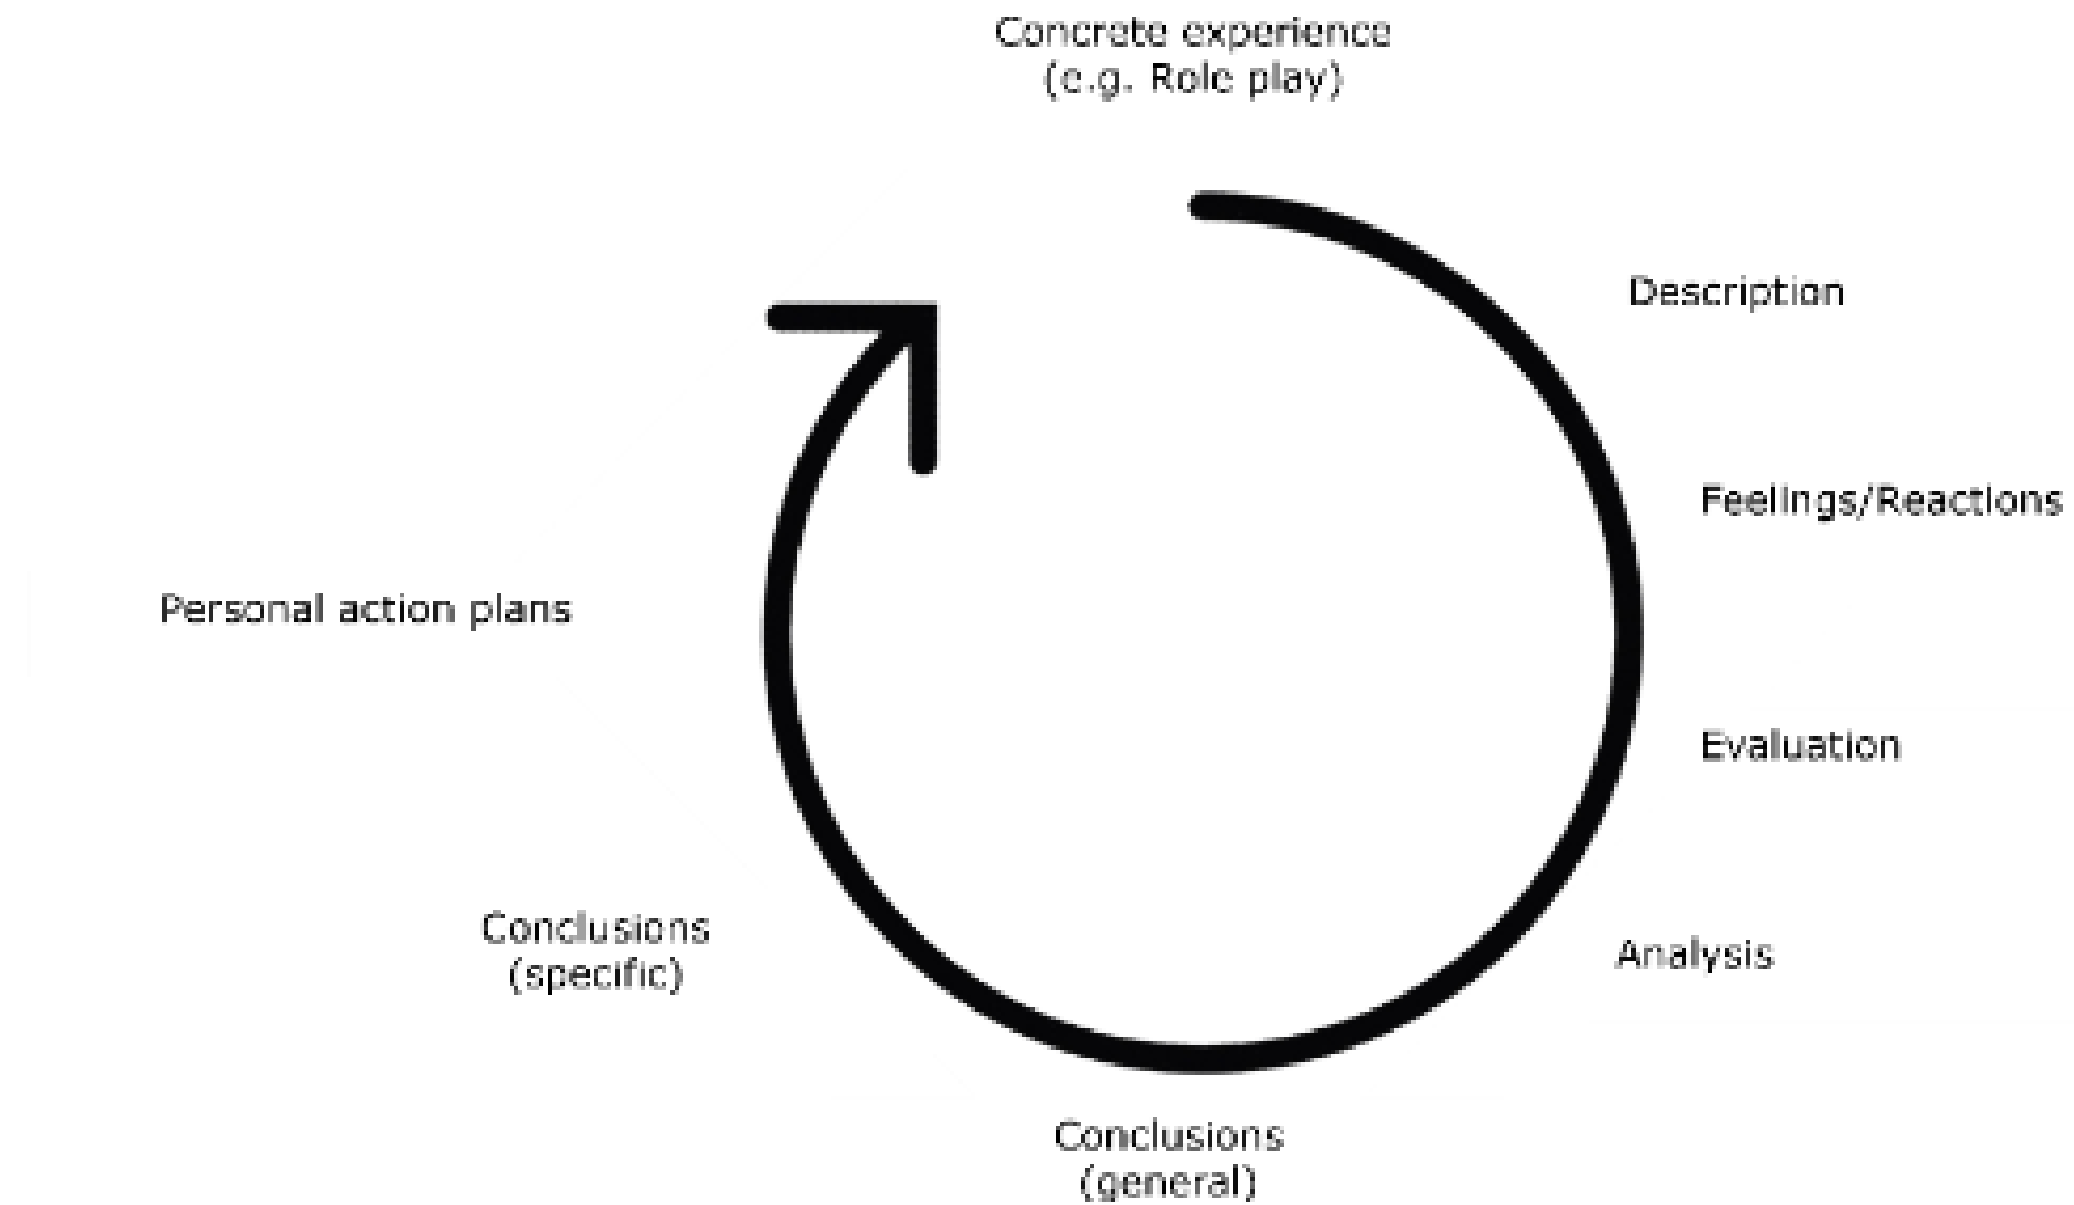 Concrete experience
(e.g. Role play)
Description
Feelings/Reactions
Evaluation
Analysis
Conclusions
(general)
Conclusions
(specific)
Personal action plans